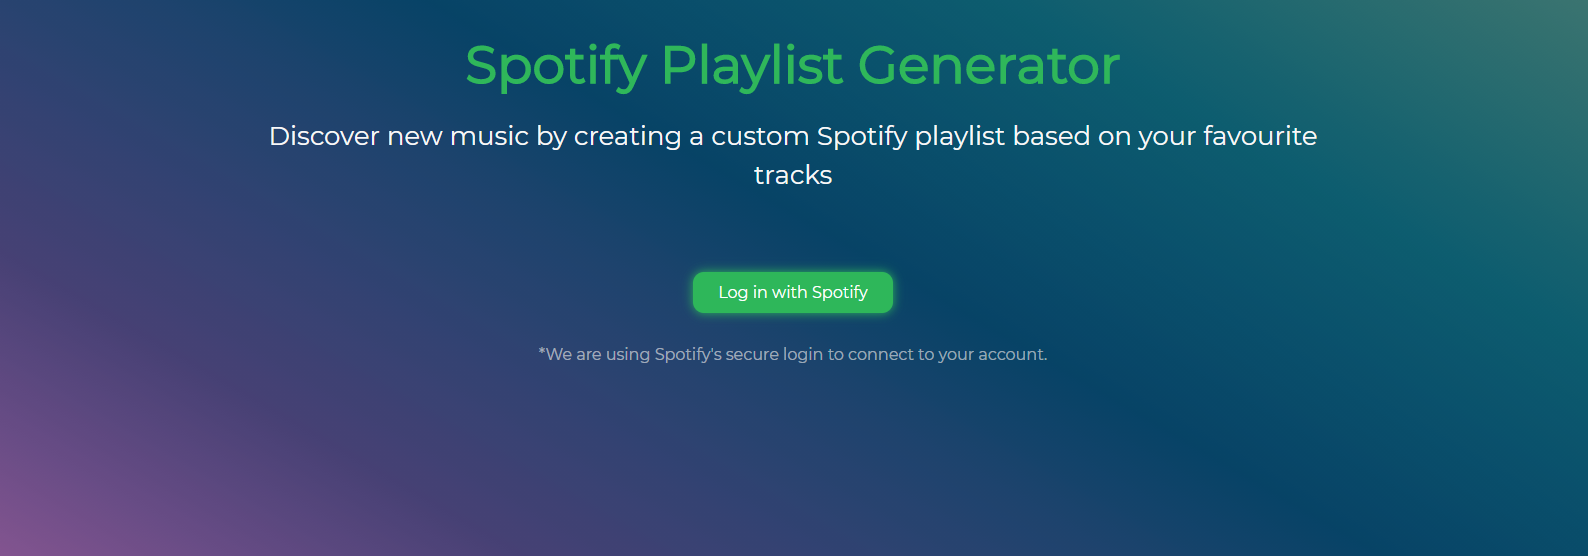 Spotify Playlist Generator
Discover new music by creating a custom Spotify playlist based on your favourite
tracks
Log in with Spotify
*We are using Spotify's secure login to connect to your account.